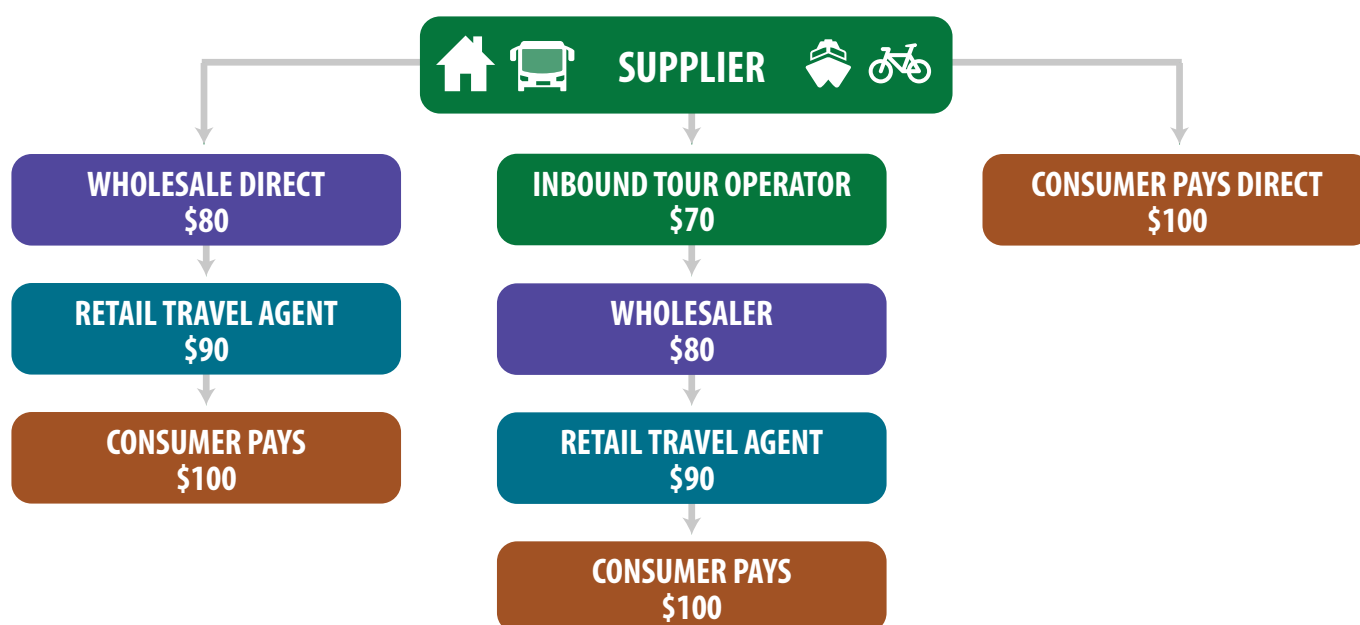 SUPPLIER
WHOLESALE DIRECT
$80
RETAIL TRAVEL AGENT
$90
CONSUMER PAYS
$100
INBOUND TOUR OPERATOR
$70
WHOLESALER
$80
RETAIL TRAVEL AGENT
$90
CONSUMER PAYS
$100
CONSUMER PAYS DIRECT
$100